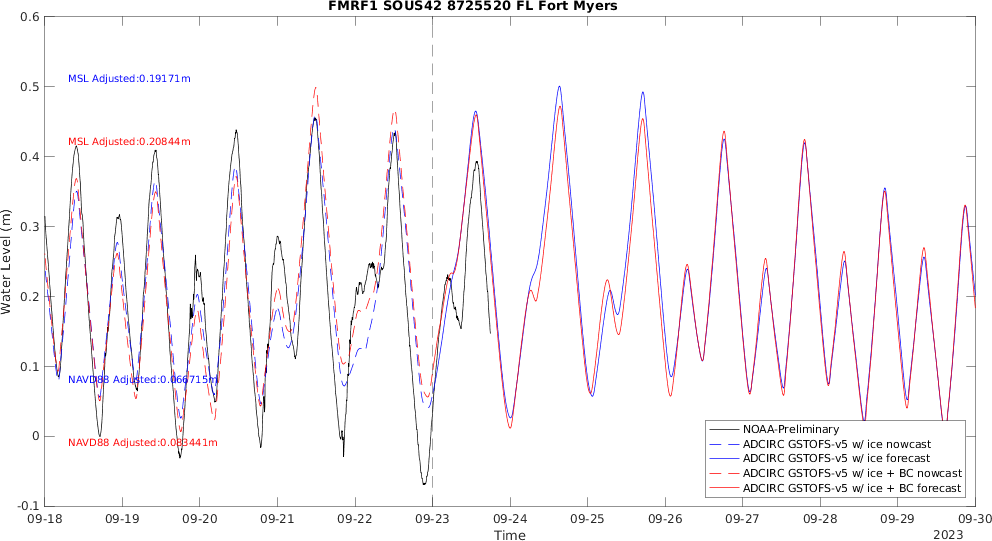 FMRF1 SOUS42 8725520 FL Fort Myers
0.6
0.5
0.4
0.3
0.2
0.1
0
-0.1
Water Level (m)
MSL Adjusted:0.19171m
MSL Adjusted:0.20844m
NAVD88 Adjusted:0.066715m
NAVD88 Adjusted:0.083441m
NOAA-Preliminary
ADCIRC GSTOFS-v5 w/ ice nowcast
ADCIRC GSTOFS-v5 w/ ice forecast
ADCIRC GSTOFS-v5 w/ ice + BC nowcast
ADCIRC GSTOFS-v5 w/ ice + BC forecast
09-18 09-19 09-20 09-21 09-22 09-23 09-24 09-25 09-26 09-27 09-28 09-29 09-30
Time
2023